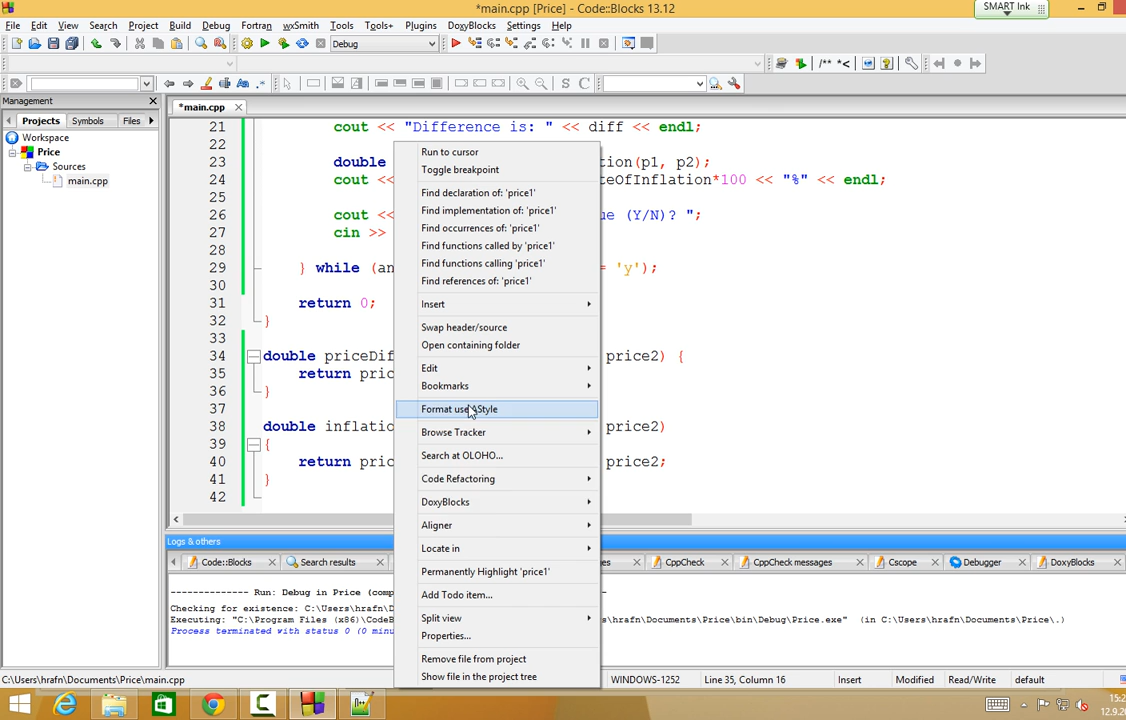 *main.cpp [Price] - Code::Blocks 13.12
SMART Ink
File Edit View Search Project Build Debug Fortran wxSmith Tools Tools+ Plugins DoxyBlocks Settings Help
Debug
/** *<
S C
Management
*main.cpp
Projects Symbols Files
Workspace
Price
Sources
main.cpp
21 cout << "Difference is: " << diff << endl;
22
23 double tion(p1, p2);
24 cout << teOfInflation*100 << "%" << endl;
25
26 cout << ue (Y/N)? ";
27 cin >>
28
29 } while (an = 'y');
30
31 return 0;
32 }
33
34 double priceDi price2) {
35 return pric
36 }
37
38 double inflatio price2)
39 {
40 return pric price2;
41 }
42
Run to cursor
Toggle breakpoint
Find declaration of: 'price1'
Find implementation of: 'price1'
Find occurrences of: 'price1'
Find functions called by 'price1'
Find functions calling 'price1'
Find references of: 'price1'
Insert
Swap header/source
Open containing folder
Edit
Bookmarks
Format use AStyle
Browse Tracker
Search at OLOHO...
Code Refactoring
DoxyBlocks
Aligner
Locate in
Permanently Highlight 'price1'
Add Todo item...
Split view
Properties...
Remove file from project
Show file in the project tree
Logs & others
Code::Blocks Search results es CppCheck CppCheck messages Cscope Debugger DoxyBlocks
-------------- Run: Debug in Price (comp
Checking for existence: C:\Users\hrafn\D
Executing: "C:\Program Files (x86)\CodeB s\hrafn\Documents\Price\bin\Debug\Price.exe" (in C:\Users\hrafn\Documents\Price\.)
Process terminated with status 0 (0 minu
C:\Users\hrafn\Documents\Price\main.cpp WINDOWS-1252 Line 35, Column 16 Insert Modified Read/Write default
15:2
12.9.20